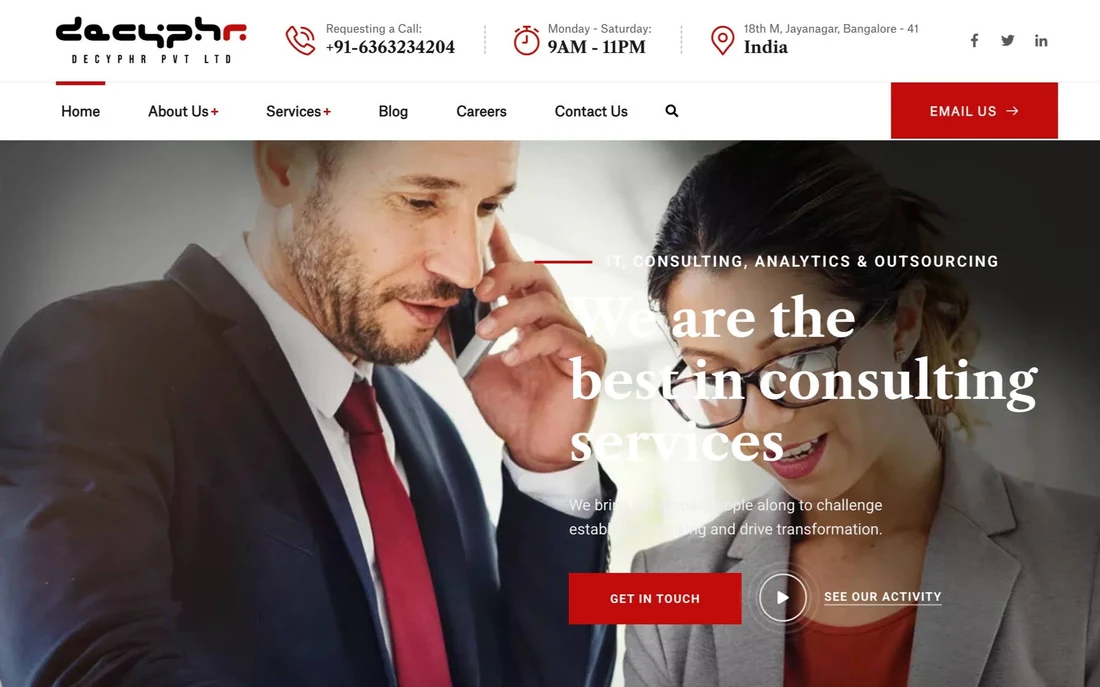 decyphr
DECYPHR PVT LTD
Requesting a Call:
+91-6363234204
Monday - Saturday:
9AM - 11PM
18th M, Jayanagar, Bangalore - 41
India
Home
About Us+
Services+
Blog
Careers
Contact Us
EMAIL US
IT, CONSULTING, ANALYTICS & OUTSOURCING
We are the
best in consulting
services
We bring people along to challenge
and drive transformation.
GET IN TOUCH
SEE OUR ACTIVITY